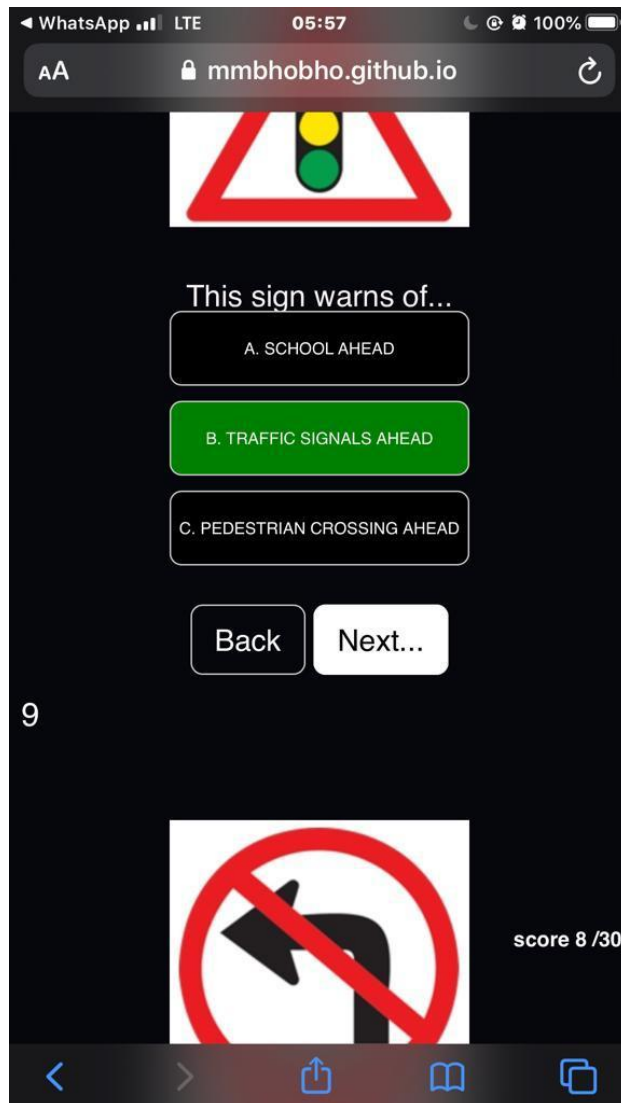 WhatsApp LTE 05:57 100%
AA mmbhobho.github.io
This sign warns of...
A. SCHOOL AHEAD
B. TRAFFIC SIGNALS AHEAD
C. PEDESTRIAN CROSSING AHEAD
Back Next...
9
score 8 /30